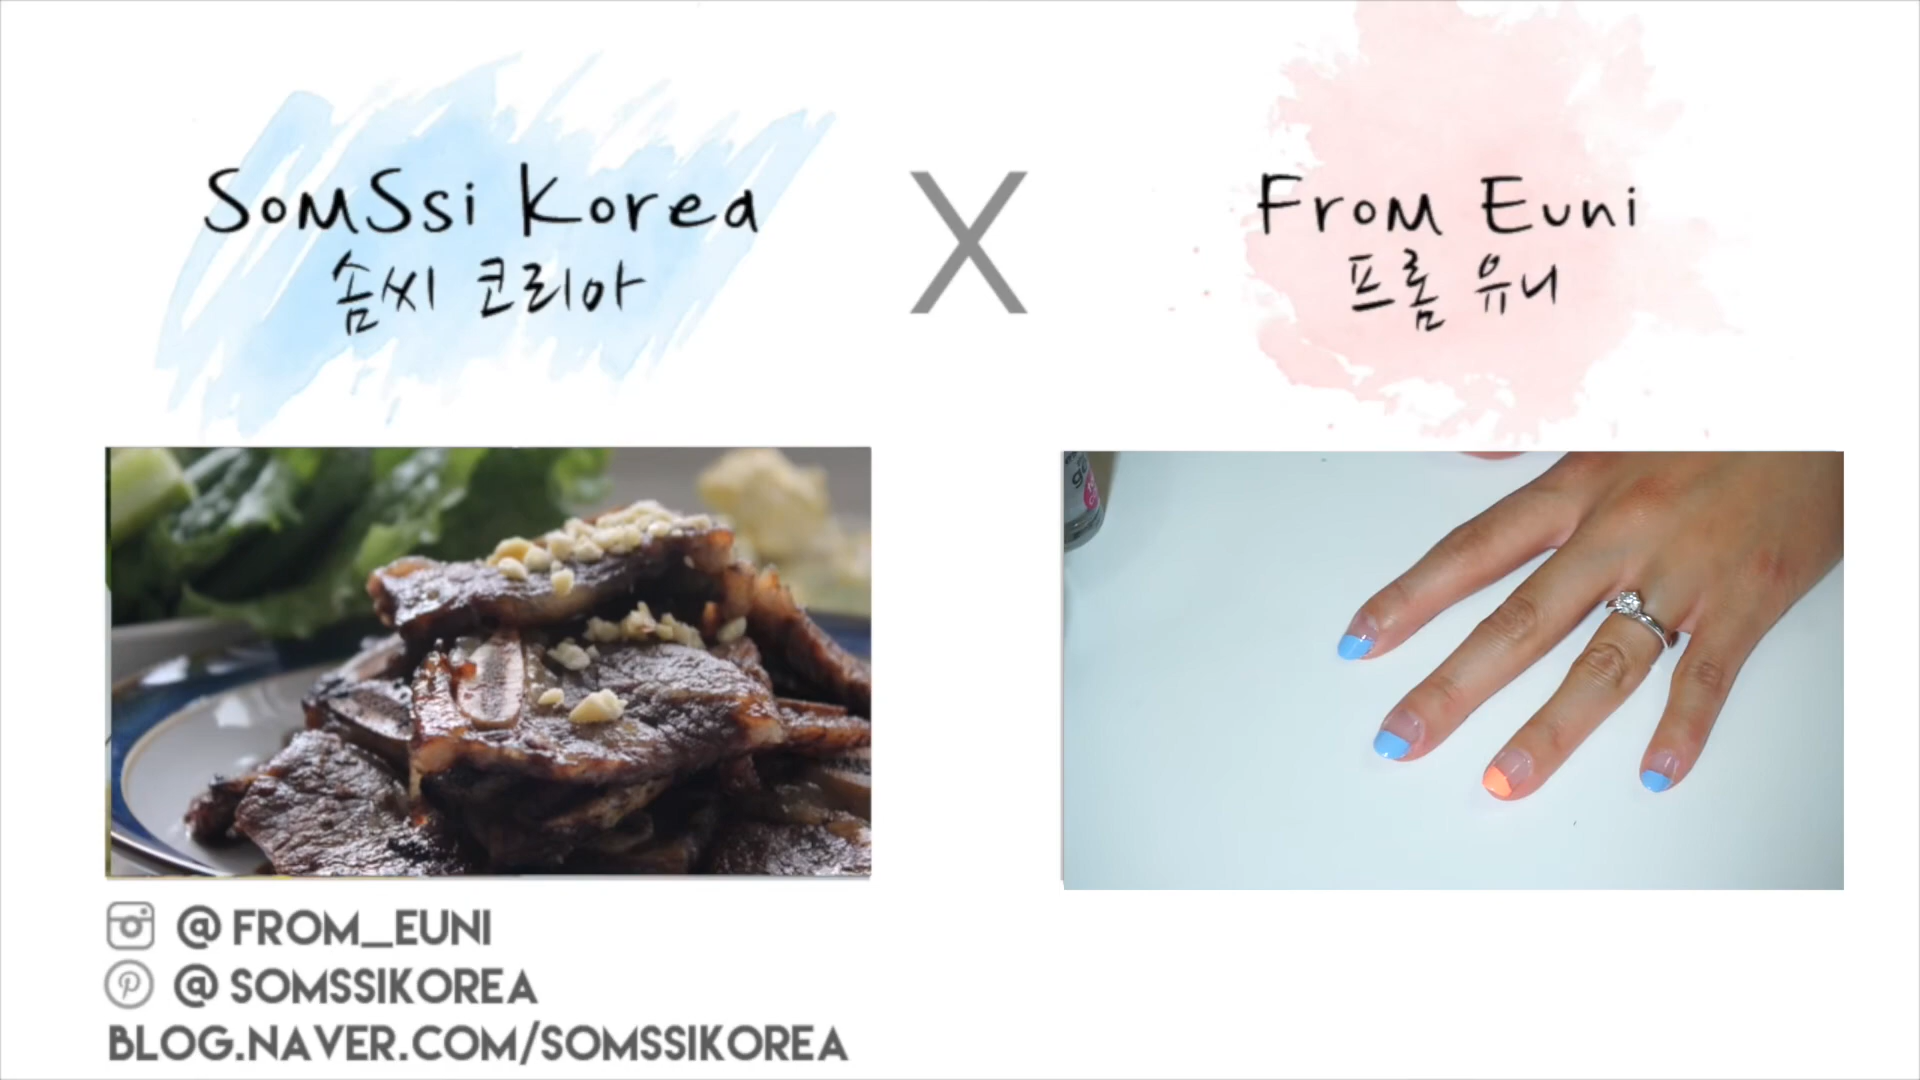 SomSsi Korea
솜씨 코리아
X
From Euni
프롬 유니
@ FROM_EUNI
@ SOMSSIKOREA
BLOG.NAVER.COM/SOMSSIKOREA